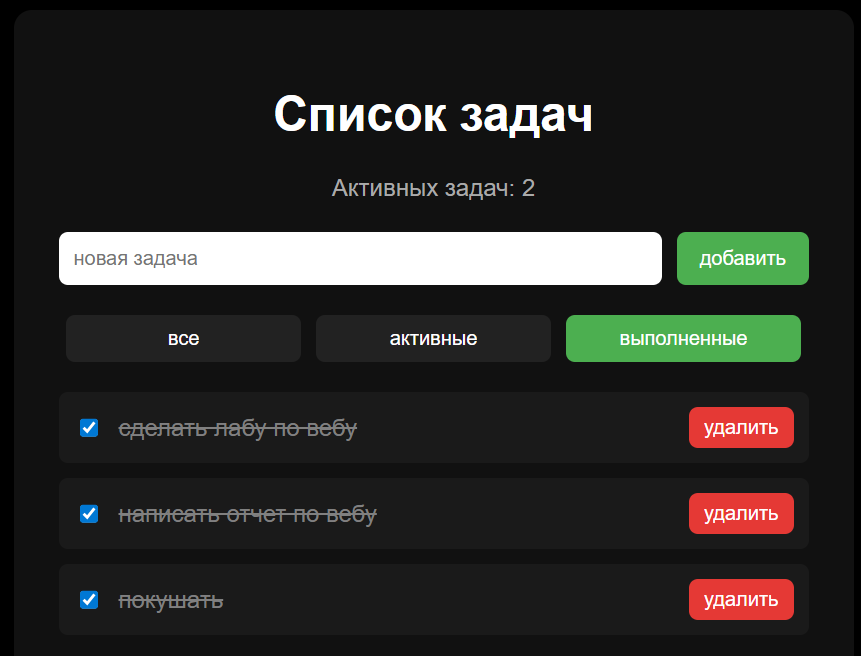 Список задач
Активных задач: 2
новая задача
добавить
все
активные
выполненные
сделать лабу по вебу
удалить
написать отчет по вебу
удалить
покушать
удалить